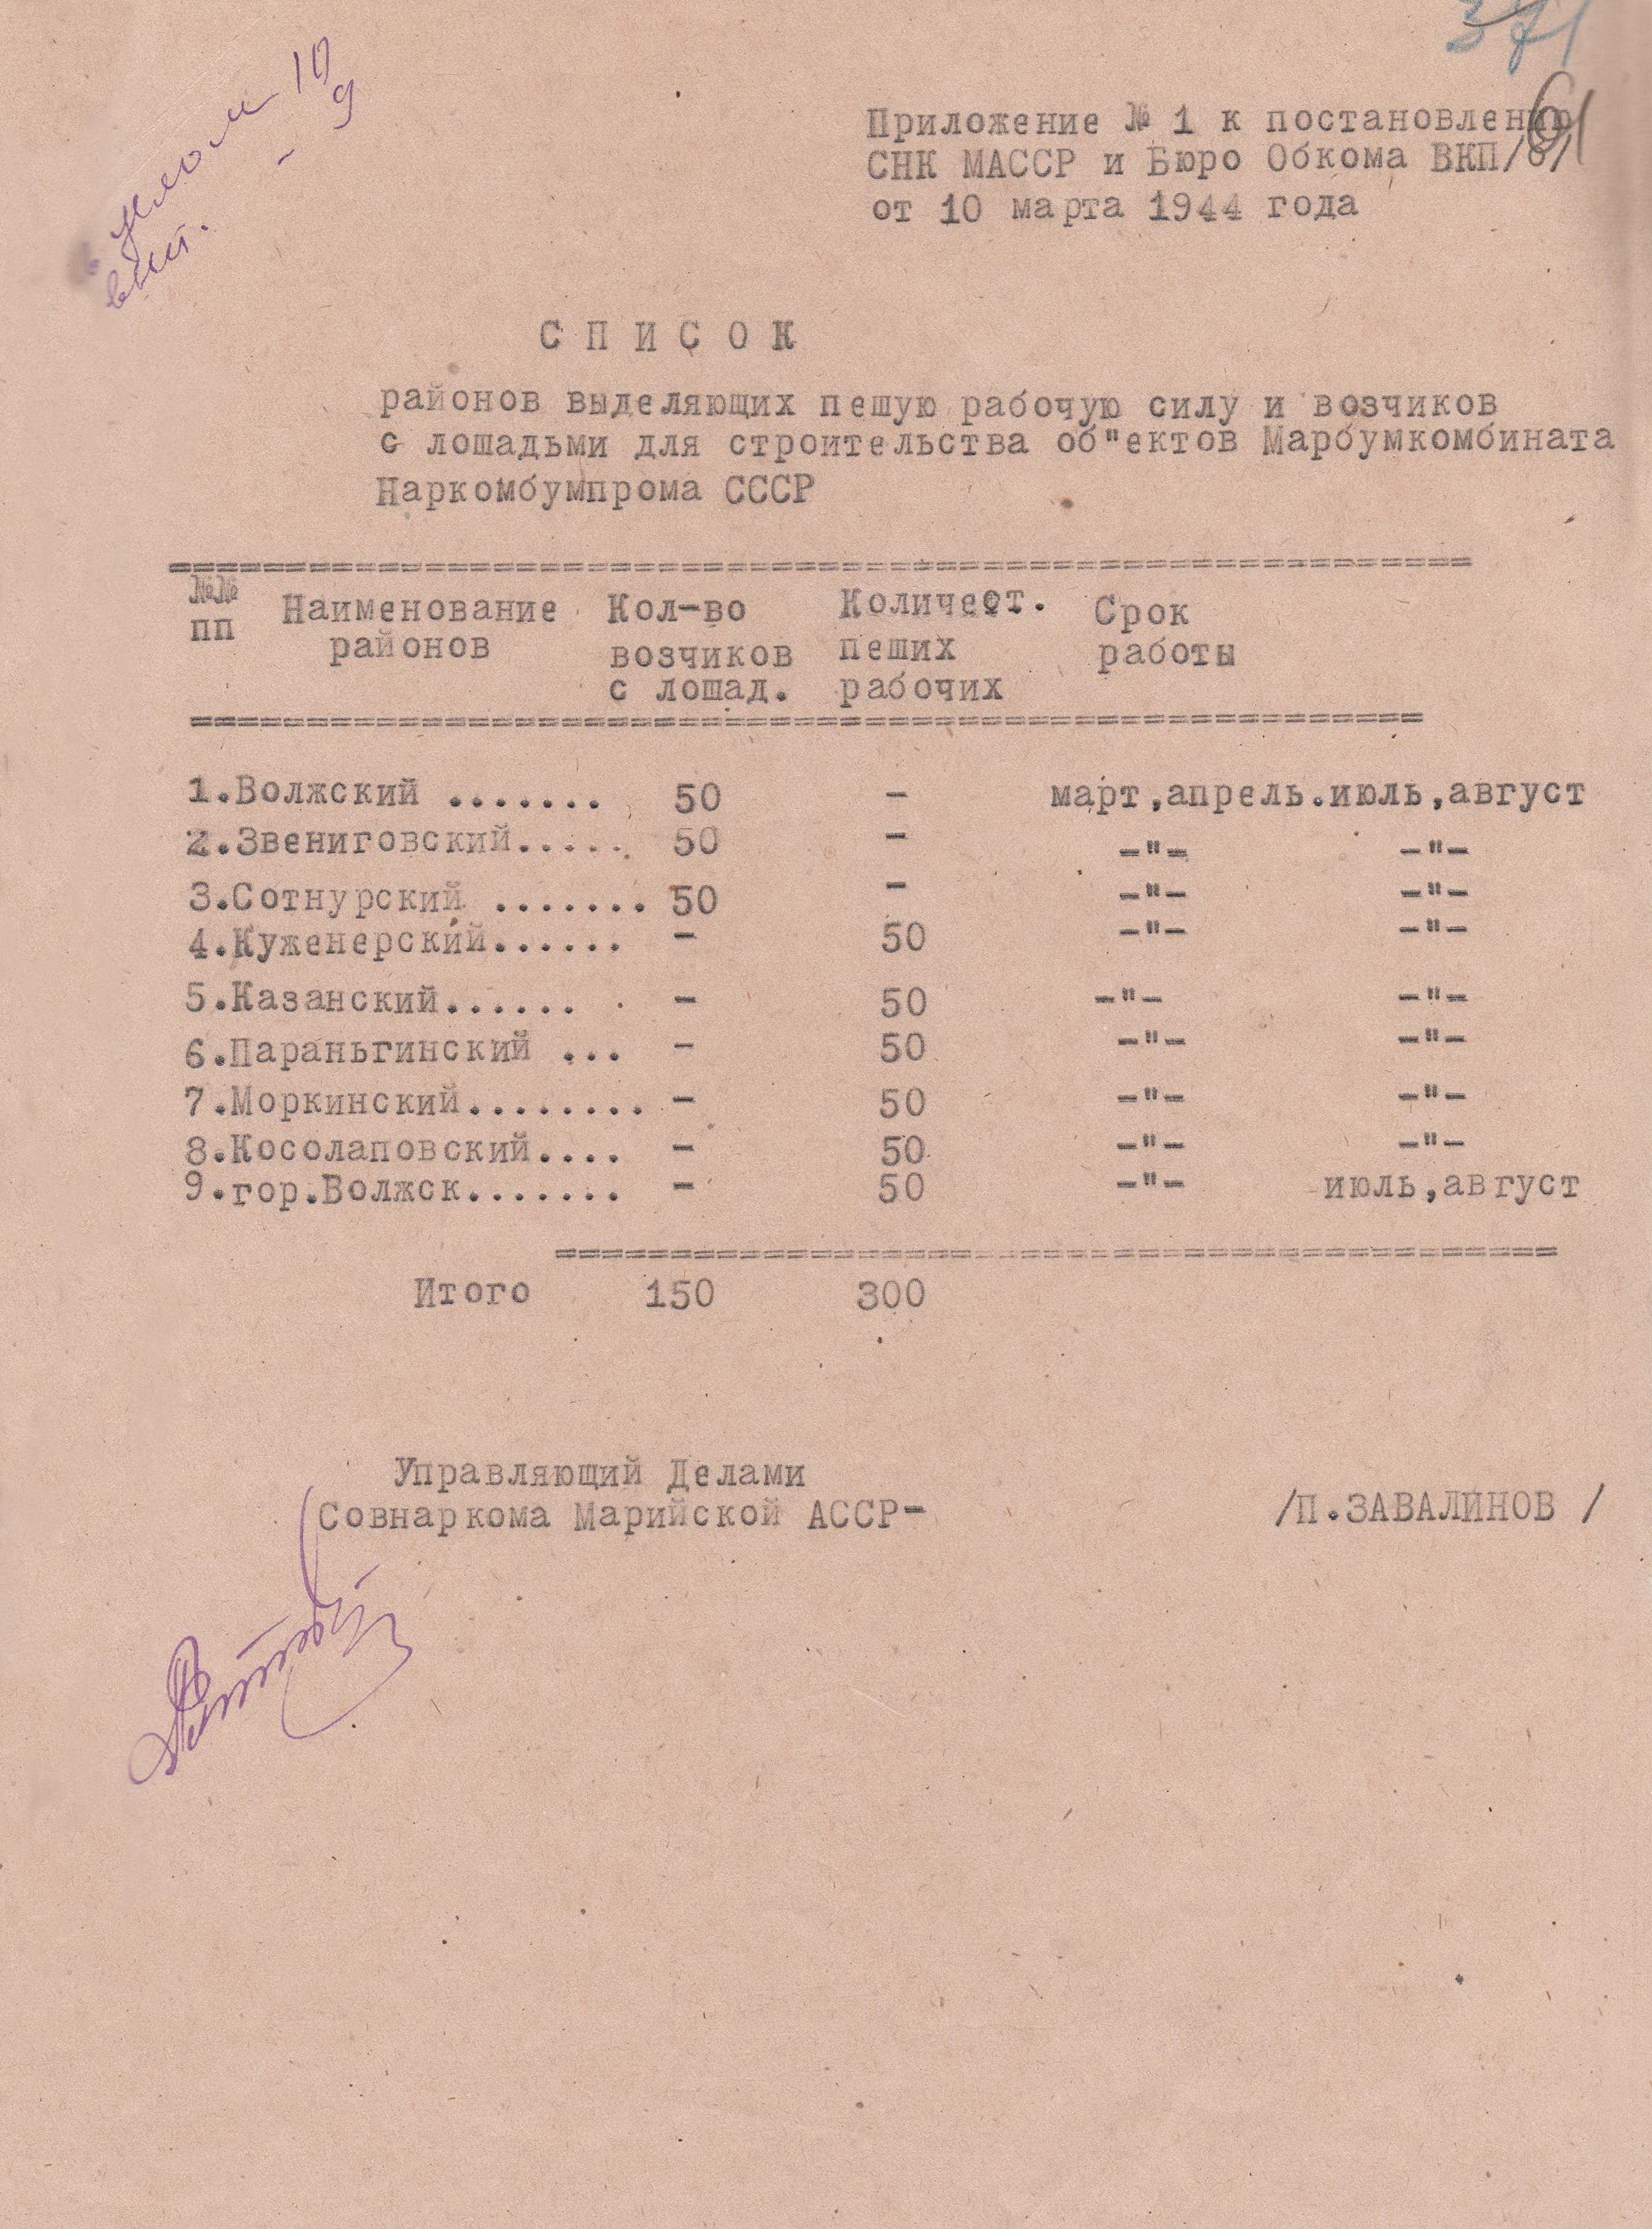 371
61
Приложение № 1 к постановлению
СНК МАССР и Бюро Обкома ВКП/б/
от 10 марта 1944 года
С П И С О К
районов выделяющих пешую рабочую силу и возчиков
с лошадьми для строительства об"ектов Марбумкомбината
Наркомбумпрома СССР
№№ пп Наименование районов Кол-во возчиков с лошад. Количест. пеших рабочих Срок работы
1.Волжский ....... 50 - март,апрель.июль,август
2.Звениговский..... 50 - -"- -"-
3.Сотнурский ....... 50 - -"- -"-
4.Куженерский...... - 50 -"- -"-
5.Казанский...... - 50 -"- -"-
6.Параньгинский ... - 50 -"- -"-
7.Моркинский........ - 50 -"- -"-
8.Косолаповский.... - 50 -"- -"-
9.гор.Волжск....... - 50 -"- июль,август
Итого 150 300
Управляющий Делами
Совнаркома Марийской АССР- /П.ЗАВАЛИНОВ /